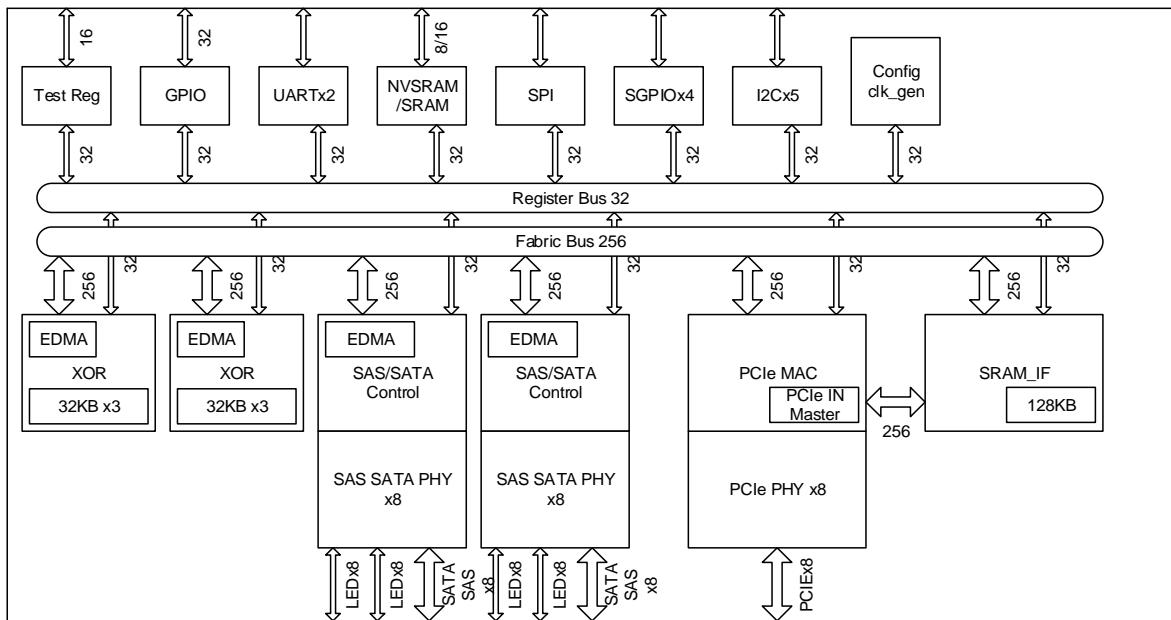 16
32
8/16
Test Reg
GPIO
UARTx2
NVSRAM
/SRAM
SPI
SGPIOx4
I2Cx5
Config
clk_gen
32
32
32
32
32
32
32
32
Register Bus 32
Fabric Bus 256
256
32
256
32
256
32
256
32
256
32
256
32
EDMA
XOR
32KB x3
EDMA
XOR
32KB x3
EDMA
SAS/SATA
Control
EDMA
SAS/SATA
Control
PCIe MAC
PCIe IN
Master
256
SRAM_IF
128KB
SAS SATA PHY
x8
SAS SATA PHY
x8
PCIe PHY x8
LEDx8
LEDx8
SATA
SAS
x8
LEDx8
LEDx8
SATA
SAS
x8
PCIEx8